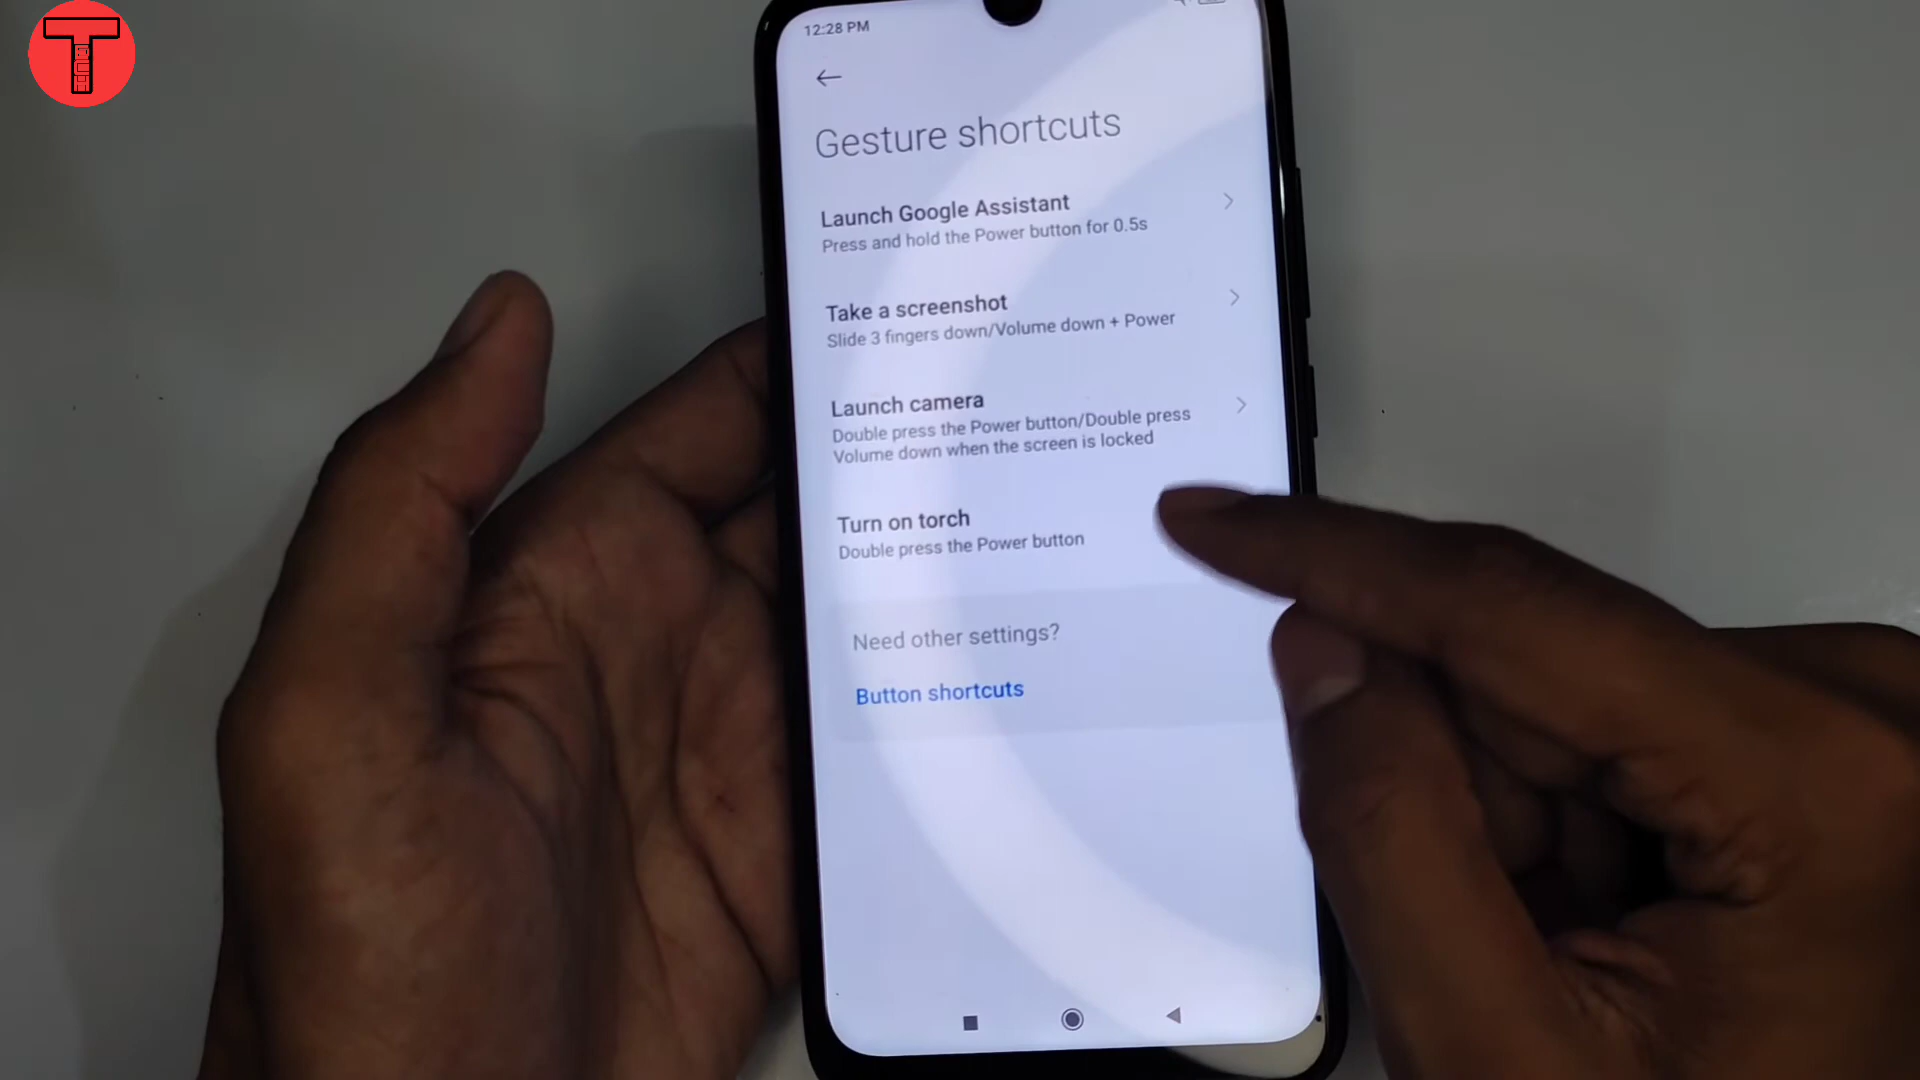 12:28 PM
Gesture shortcuts
Launch Google Assistant
Press and hold the Power button for 0.5s
Take a screenshot
Slide 3 fingers down/Volume down + Power
Launch camera
Double press the Power button/Double press
Volume down when the screen is locked
Turn on torch
Double press the Power button
Need other settings?
Button shortcuts